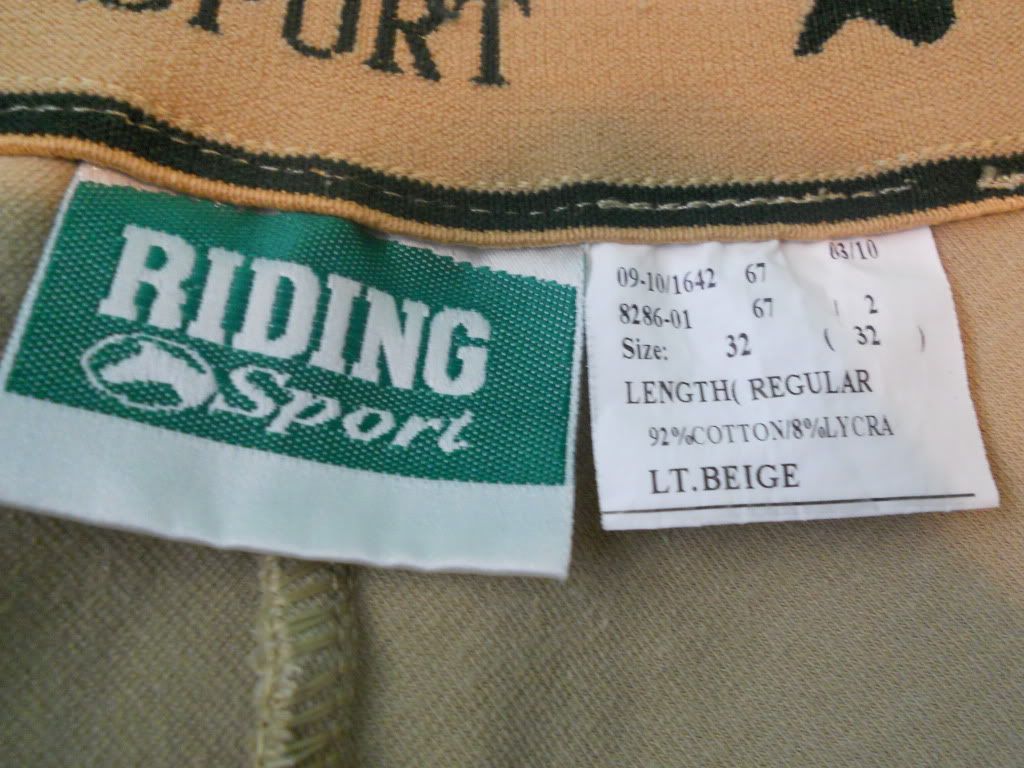 SPORT
RIDING
Sport
09-10/1642 67 03/10
8286-01 67 2
Size: 32 ( 32 )
LENGTH( REGULAR
92%COTTON/8%LYCRA
LT.BEIGE